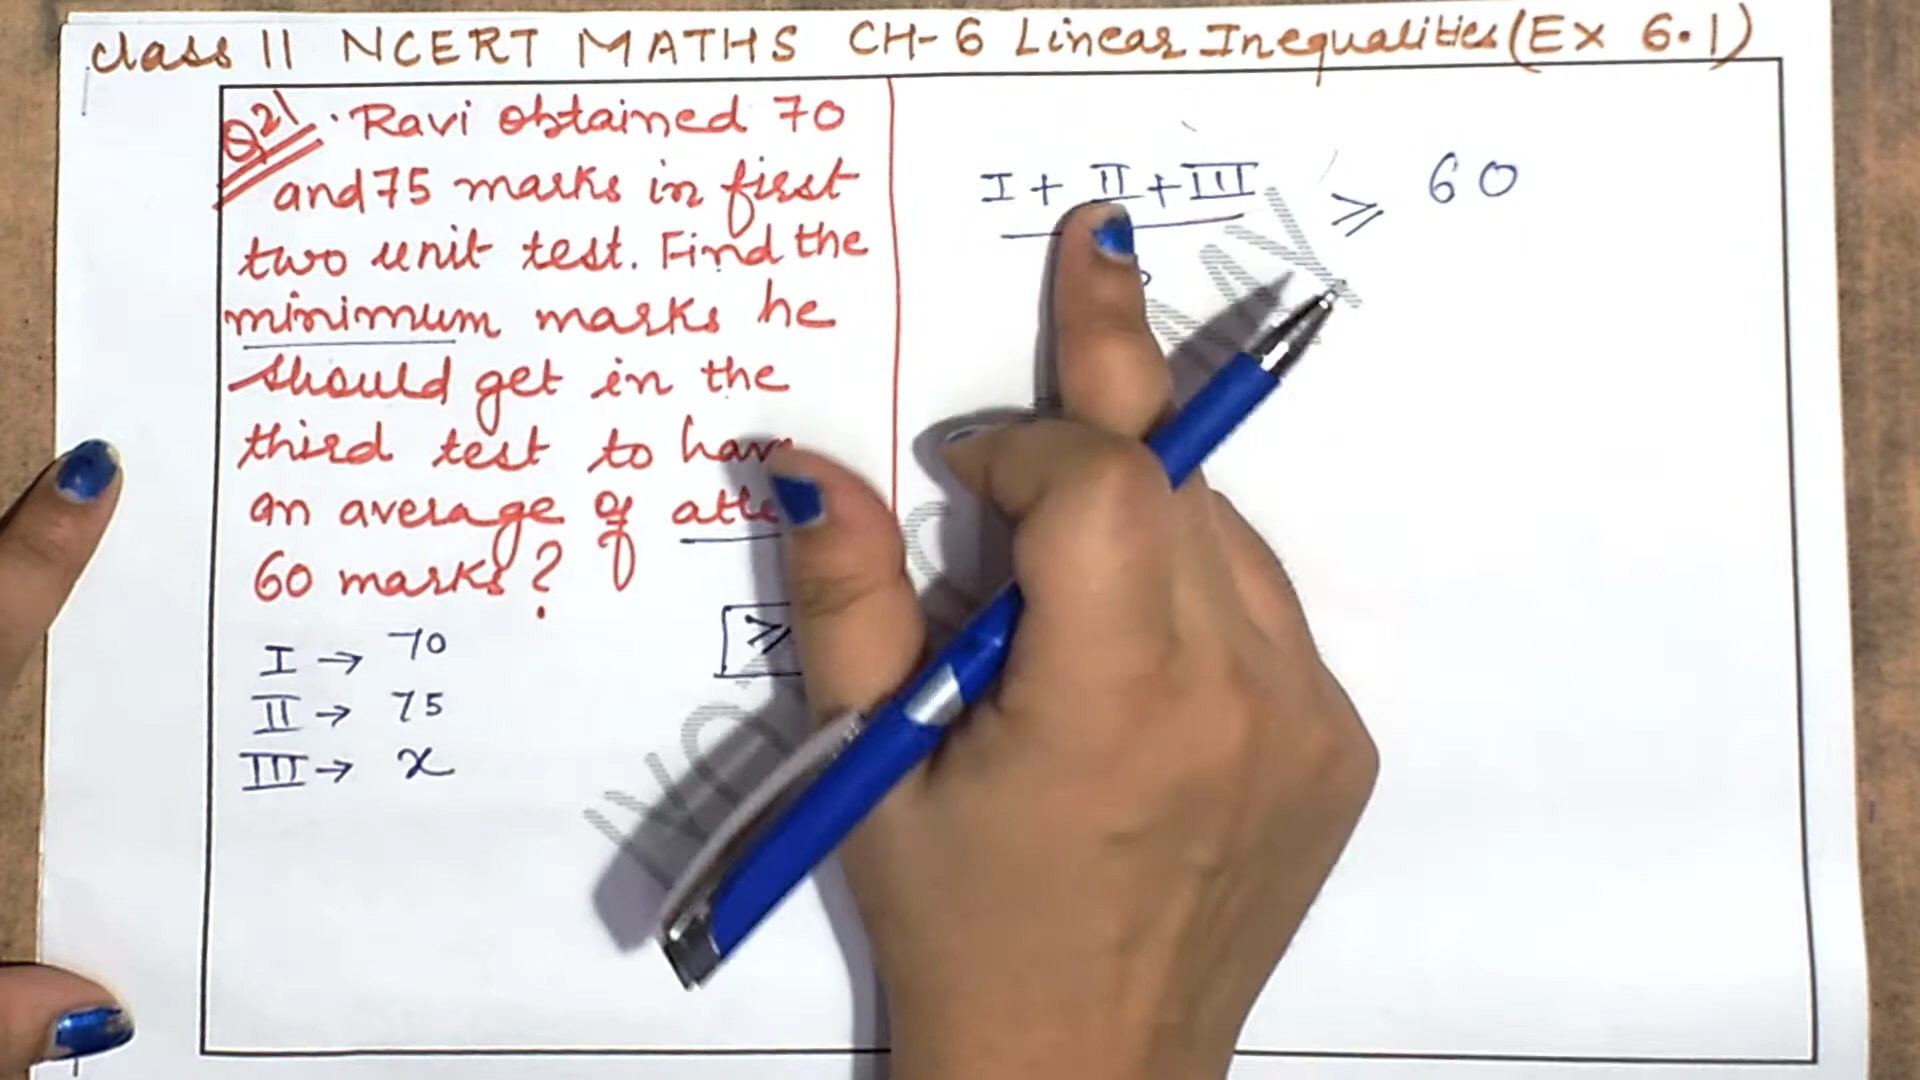 Class 11 NCERT MATHS CH-6 Linear Inequalities (Ex 6.1)
Q21. Ravi obtained 70
and 75 marks in first
two unit test. Find the
minimum marks he
should get in the
third test to
an average of
60 marks?
I → 70
II → 75
III → x
≥
I + II + III ≥ 60